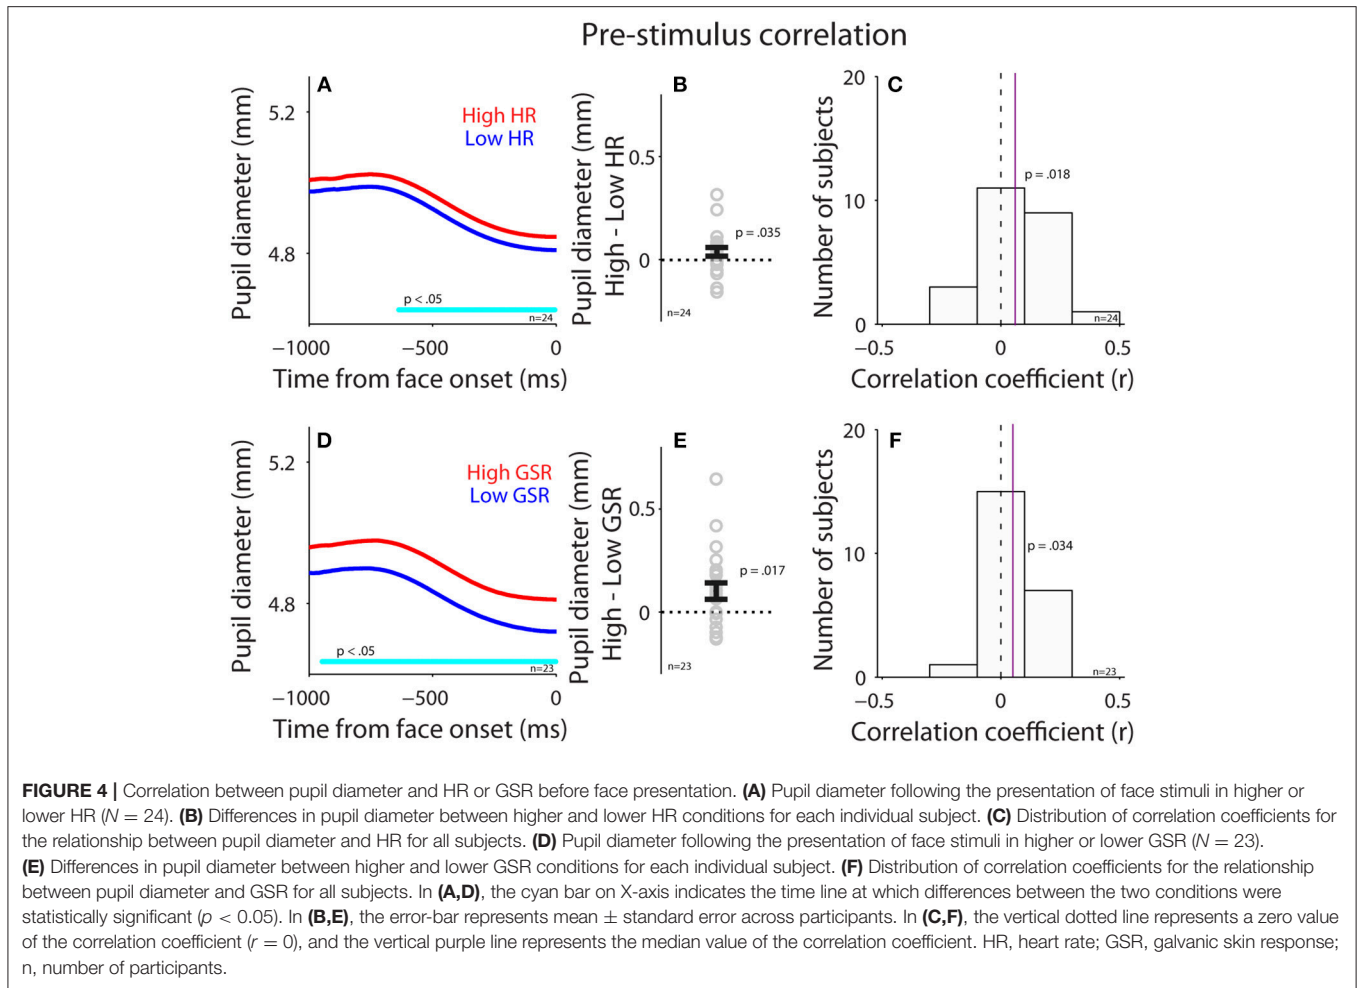 Pre-stimulus correlation
A
5.2
4.8
Pupil diameter (mm)
High HR
Low HR
p < .05
n=24
−1000
−500
0
Time from face onset (ms)
B
Pupil diameter (mm)
High - Low HR
0.5
0
p = .035
n=24
C
Number of subjects
20
10
0
p = .018
n=24
−0.5
0
0.5
Correlation coefficient (r)
D
5.2
4.8
Pupil diameter (mm)
High GSR
Low GSR
p < .05
n=23
−1000
−500
0
Time from face onset (ms)
E
Pupil diameter (mm)
High - Low GSR
0.5
0
p = .017
n=23
F
Number of subjects
20
10
0
p = .034
n=23
−0.5
0
0.5
Correlation coefficient (r)
FIGURE 4 | Correlation between pupil diameter and HR or GSR before face presentation. (A) Pupil diameter following the presentation of face stimuli in higher or
lower HR (N = 24). (B) Differences in pupil diameter between higher and lower HR conditions for each individual subject. (C) Distribution of correlation coefficients for
the relationship between pupil diameter and HR for all subjects. (D) Pupil diameter following the presentation of face stimuli in higher or lower GSR (N = 23).
(E) Differences in pupil diameter between higher and lower GSR conditions for each individual subject. (F) Distribution of correlation coefficients for the relationship
between pupil diameter and GSR for all subjects. In (A,D), the cyan bar on X-axis indicates the time line at which differences between the two conditions were
statistically significant (p < 0.05). In (B,E), the error-bar represents mean ± standard error across participants. In (C,F), the vertical dotted line represents a zero value
of the correlation coefficient (r = 0), and the vertical purple line represents the median value of the correlation coefficient. HR, heart rate; GSR, galvanic skin response;
n, number of participants.